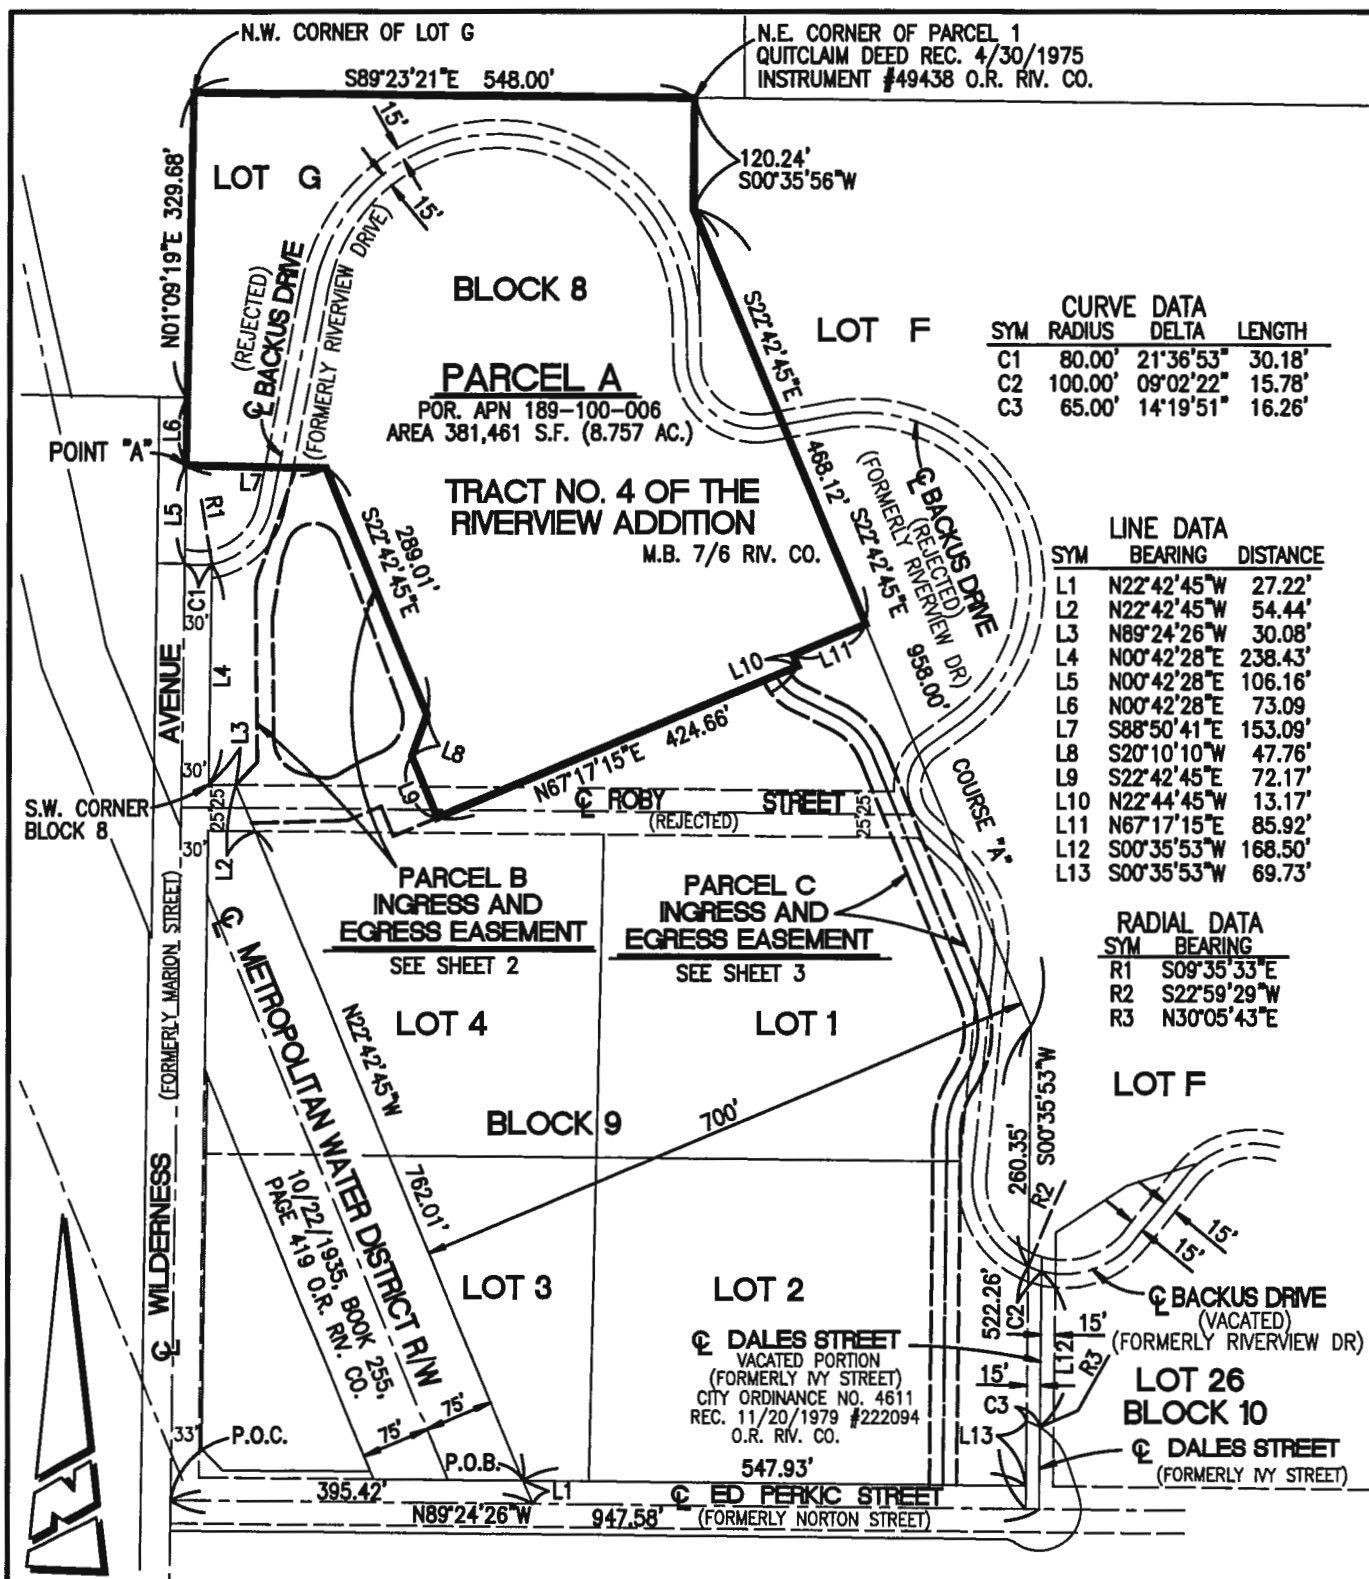 N.W. CORNER OF LOT G
N.E. CORNER OF PARCEL 1
QUITCLAIM DEED REC. 4/30/1975
INSTRUMENT #49438 O.R. RIV. CO.
S89°23'21"E 548.00'
15'
15'
120.24'
S00°35'56"W
LOT G
N01°09'19"E 329.68'
(REJECTED)
℄ BACKUS DRIVE
(FORMERLY RIVERVIEW DRIVE)
BLOCK 8
S22°42'45"E
468.12'
LOT F
PARCEL A
POR. APN 189-100-006
AREA 381,461 S.F. (8.757 AC.)
CURVE DATA
SYM RADIUS DELTA LENGTH
C1 80.00' 21°36'53" 30.18'
C2 100.00' 09°02'22" 15.78'
C3 65.00' 14°19'51" 16.26'
L6
POINT "A"
L7
L5
R1
TRACT NO. 4 OF THE
RIVERVIEW ADDITION
M.B. 7/6 RIV. CO.
289.01'
S22°42'45"E
℄ BACKUS DRIVE
(REJECTED)
(FORMERLY RIVERVIEW DR)
S22°42'45"E 958.00'
COURSE "A"
LINE DATA
SYM BEARING DISTANCE
L1 N22°42'45"W 27.22'
L2 N22°42'45"W 54.44'
L3 N89°24'26"W 30.08'
L4 N00°42'28"E 238.43'
L5 N00°42'28"E 106.16'
L6 N00°42'28"E 73.09
L7 S88°50'41"E 153.09'
L8 S20°10'10"W 47.76'
L9 S22°42'45"E 72.17'
L10 N22°44'45"W 13.17'
L11 N67°17'15"E 85.92'
L12 S00°35'53"W 168.50'
L13 S00°35'53"W 69.73'
C1
30'
L4
L3
30'
L10
L11
L8
L9
N67°17'15"E 424.66'
S.W. CORNER
BLOCK 8
25'
25'
30'
L2
℄ ROBY STREET
(REJECTED)
25'
25'
PARCEL B
INGRESS AND
EGRESS EASEMENT
SEE SHEET 2
PARCEL C
INGRESS AND
EGRESS EASEMENT
SEE SHEET 3
RADIAL DATA
SYM BEARING
R1 S09°35'33"E
R2 S22°59'29"W
R3 N30°05'43"E
℄ WILDERNESS AVENUE
(FORMERLY MARION STREET)
℄ METROPOLITAN WATER DISTRICT R/W
10/22/1935, BOOK 255,
PAGE 419 O.R. RIV. CO.
N22°42'45"W 762.01'
LOT 4
LOT 1
BLOCK 9
700'
LOT F
260.35' S00°35'53"W
R2
15'
15'
LOT 3
LOT 2
522.26'
C2
℄ BACKUS DRIVE
(VACATED)
(FORMERLY RIVERVIEW DR)
℄ DALES STREET
VACATED PORTION
(FORMERLY IVY STREET)
CITY ORDINANCE NO. 4611
REC. 11/20/1979 #222094
O.R. RIV. CO.
15'
L12
R3
15'
C3
L13
LOT 26
BLOCK 10
℄ DALES STREET
(FORMERLY IVY STREET)
75'
75'
33'
P.O.C.
P.O.B.
L1
395.42'
547.93'
℄ ED PERKIC STREET
(FORMERLY NORTON STREET)
N89°24'26"W 947.58'
N